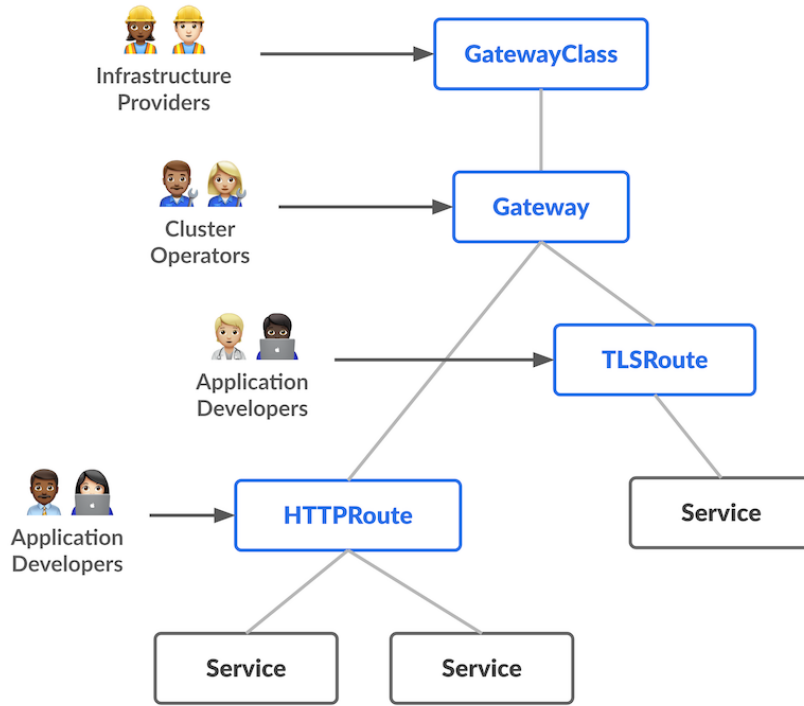 GatewayClass
Infrastructure
Providers
Gateway
Cluster
Operators
TLSRoute
Application
Developers
Service
HTTPRoute
Application
Developers
Service
Service